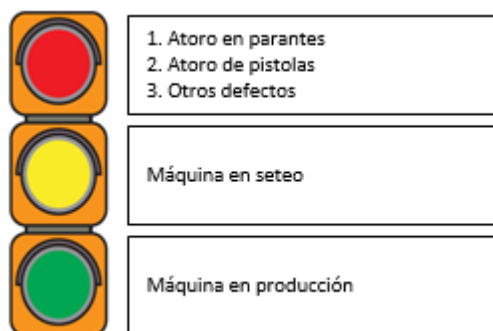 1. Atoro en parantes
2. Atoro de pistolas
3. Otros defectos
Máquina en seteo
Máquina en producción